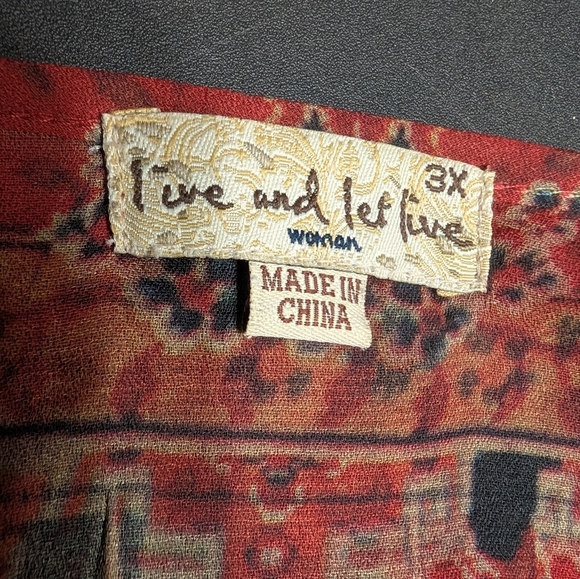 3X
live and let live
woman
MADE IN
CHINA